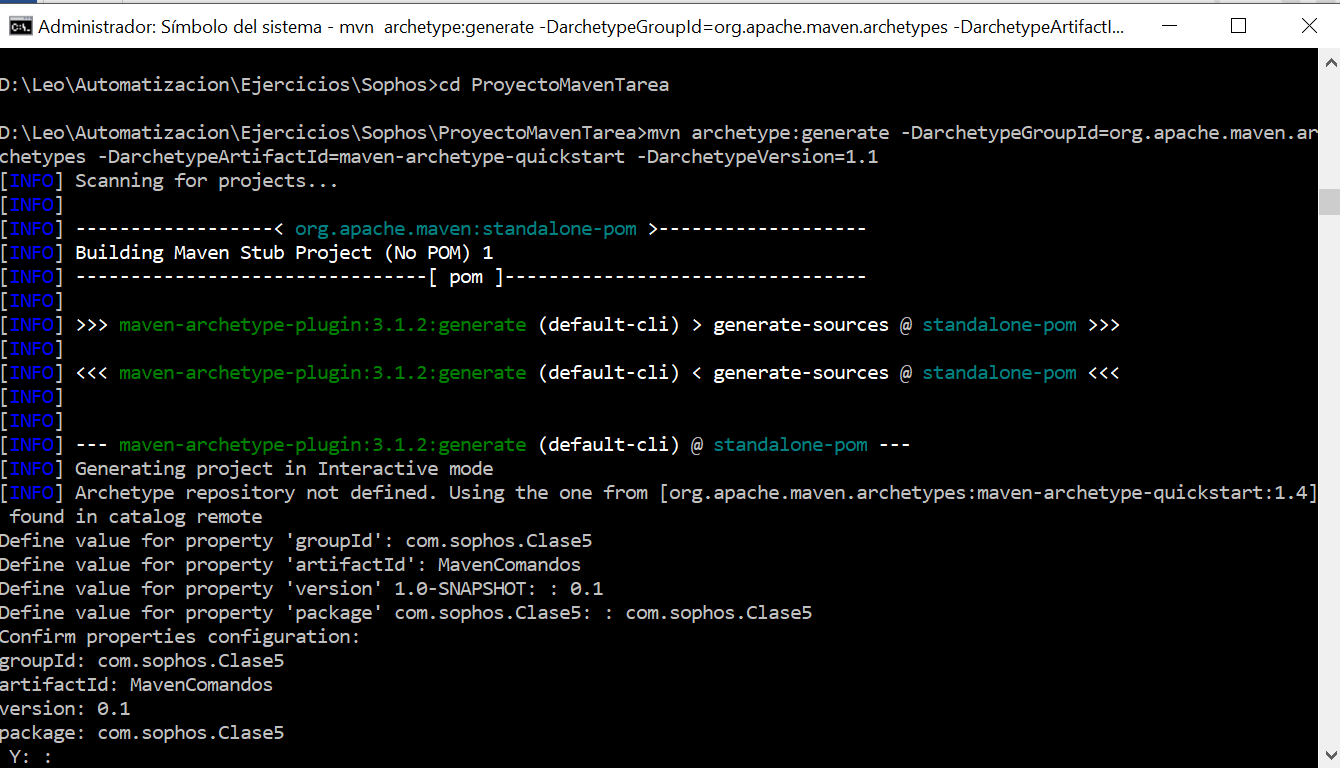 Administrador: Símbolo del sistema - mvn  archetype:generate -DarchetypeGroupId=org.apache.maven.archetypes -DarchetypeArtifactI...
D:\Leo\Automatizacion\Ejercicios\Sophos>cd ProyectoMavenTarea
D:\Leo\Automatizacion\Ejercicios\Sophos\ProyectoMavenTarea>mvn archetype:generate -DarchetypeGroupId=org.apache.maven.ar
chetypes -DarchetypeArtifactId=maven-archetype-quickstart -DarchetypeVersion=1.1
[INFO] Scanning for projects...
[INFO]
[INFO] ------------------< org.apache.maven:standalone-pom >-------------------
[INFO] Building Maven Stub Project (No POM) 1
[INFO] --------------------------------[ pom ]---------------------------------
[INFO]
[INFO] >>> maven-archetype-plugin:3.1.2:generate (default-cli) > generate-sources @ standalone-pom >>>
[INFO]
[INFO] <<< maven-archetype-plugin:3.1.2:generate (default-cli) < generate-sources @ standalone-pom <<<
[INFO]
[INFO]
[INFO] --- maven-archetype-plugin:3.1.2:generate (default-cli) @ standalone-pom ---
[INFO] Generating project in Interactive mode
[INFO] Archetype repository not defined. Using the one from [org.apache.maven.archetypes:maven-archetype-quickstart:1.4]
 found in catalog remote
Define value for property 'groupId': com.sophos.Clase5
Define value for property 'artifactId': MavenComandos
Define value for property 'version' 1.0-SNAPSHOT: : 0.1
Define value for property 'package' com.sophos.Clase5: : com.sophos.Clase5
Confirm properties configuration:
groupId: com.sophos.Clase5
artifactId: MavenComandos
version: 0.1
package: com.sophos.Clase5
 Y: :